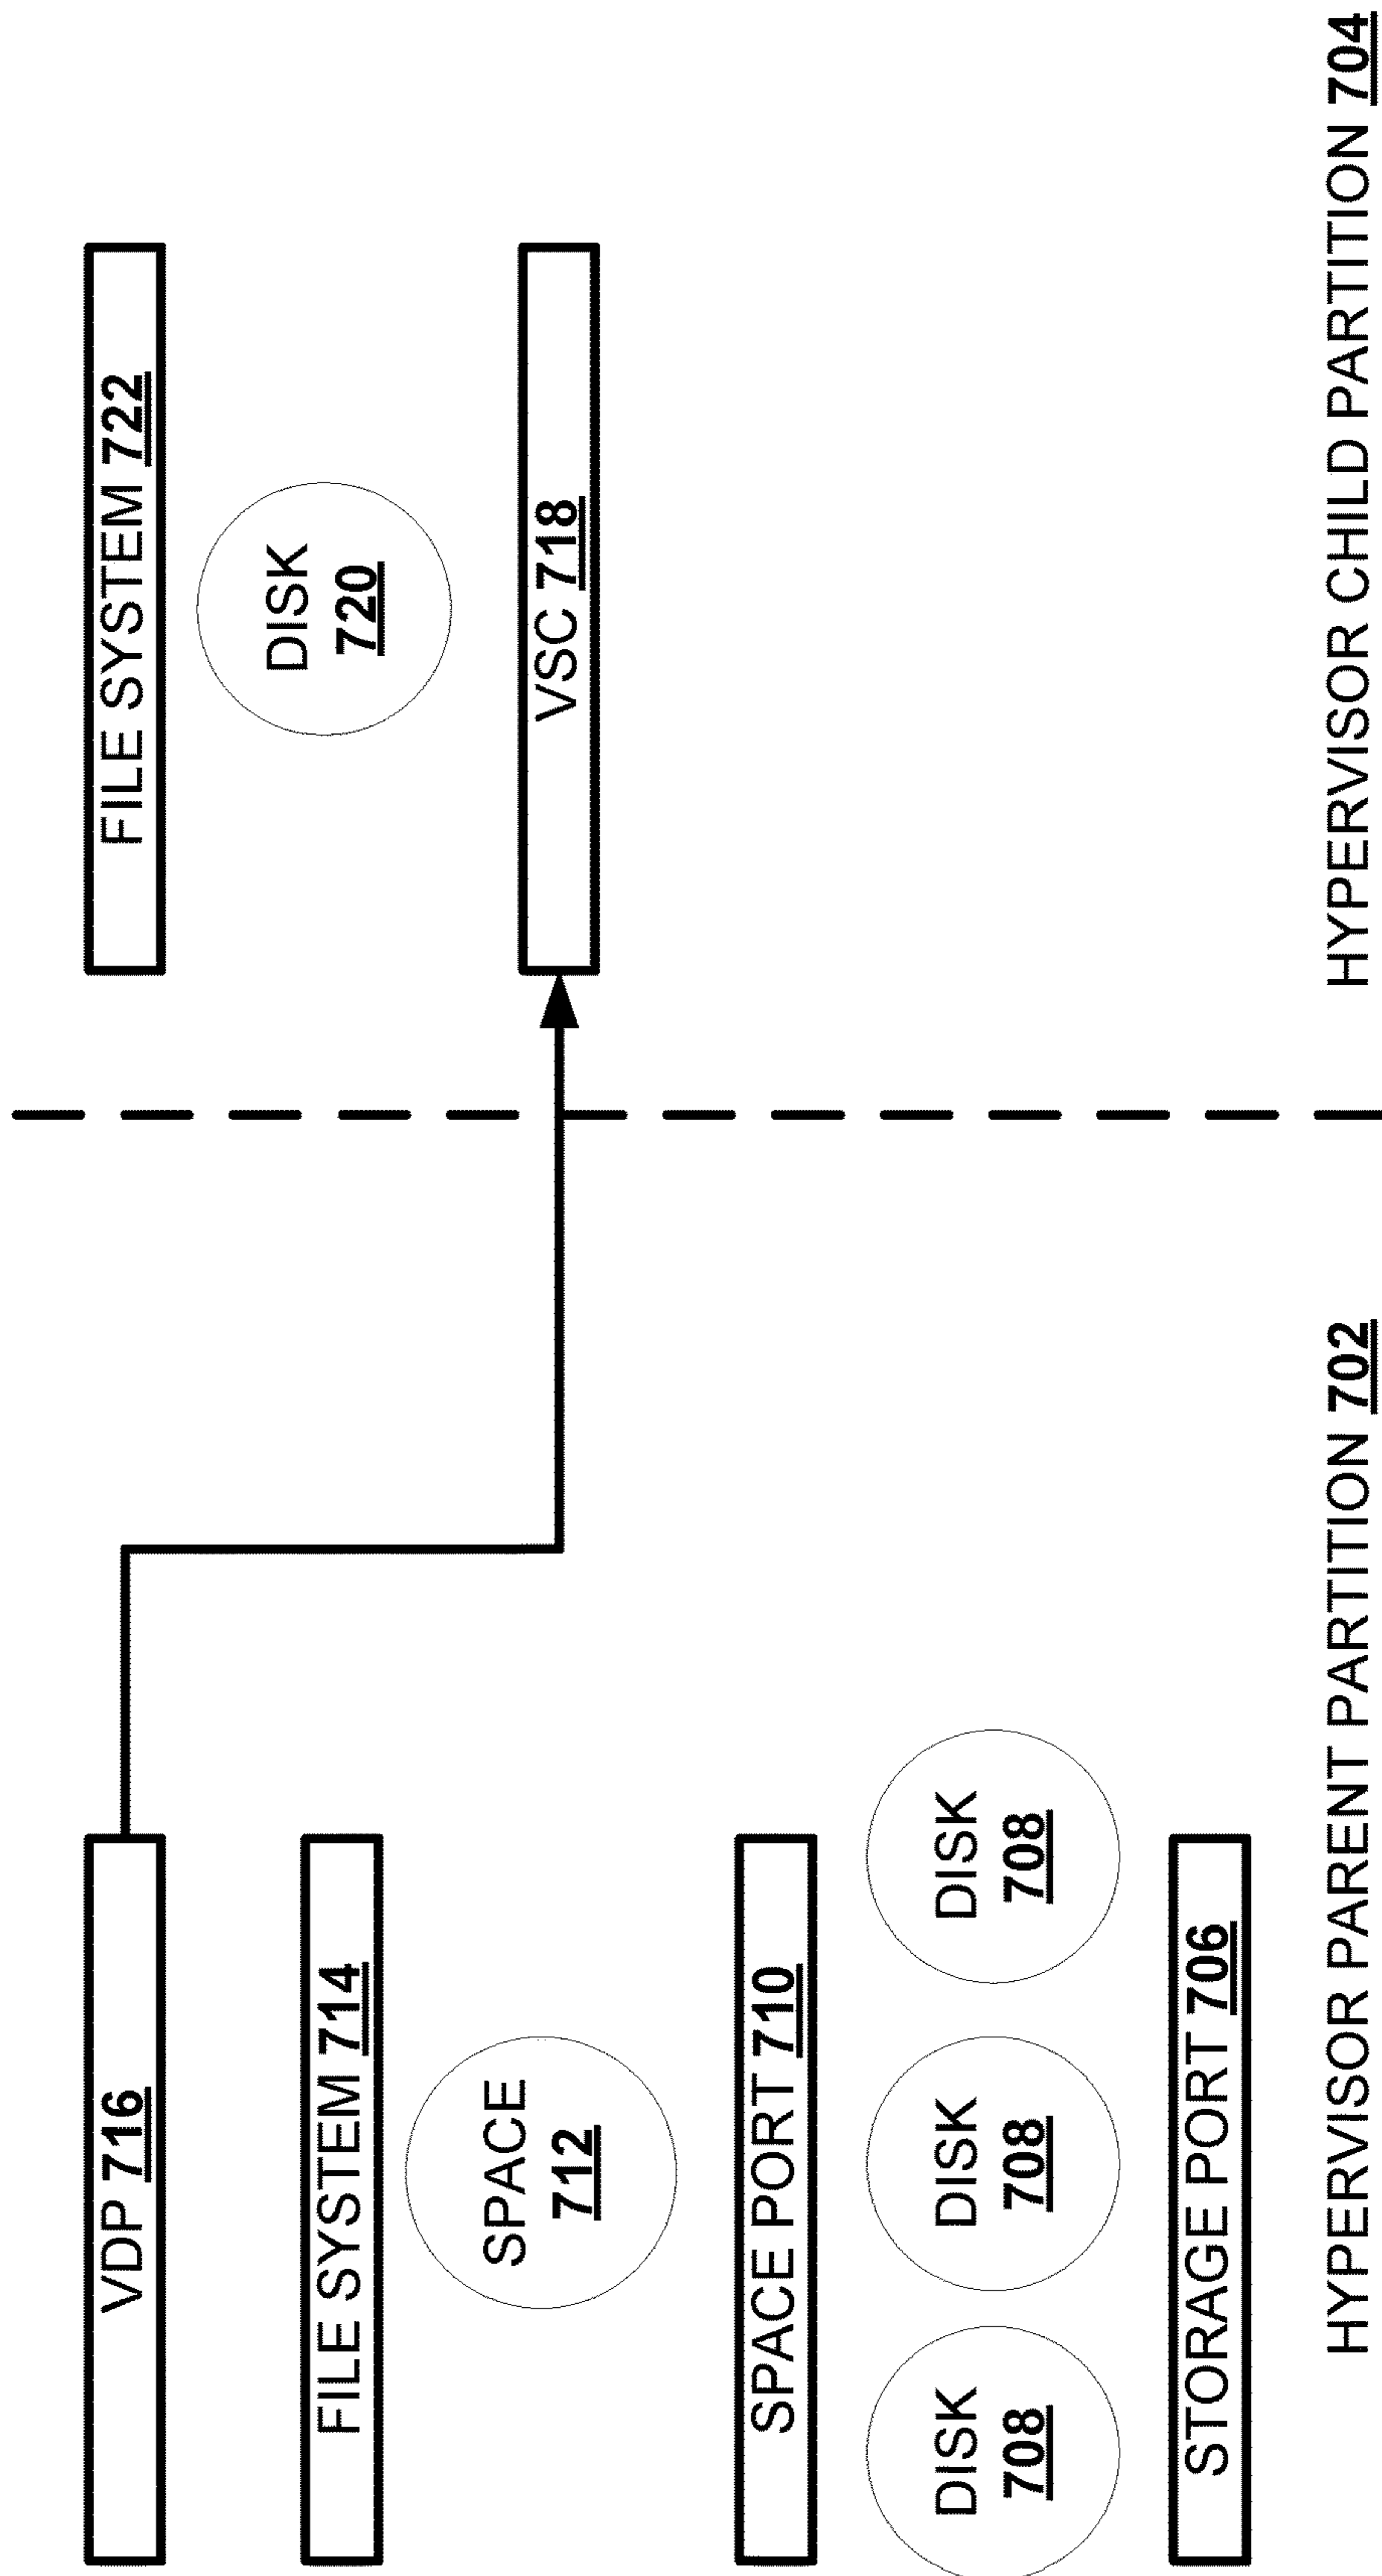 VDP 716
FILE SYSTEM 714
SPACE
712
SPACE PORT 710
DISK
708
DISK
708
DISK
708
STORAGE PORT 706
HYPERVISOR PARENT PARTITION 702
FILE SYSTEM 722
DISK
720
VSC 718
HYPERVISOR CHILD PARTITION 704